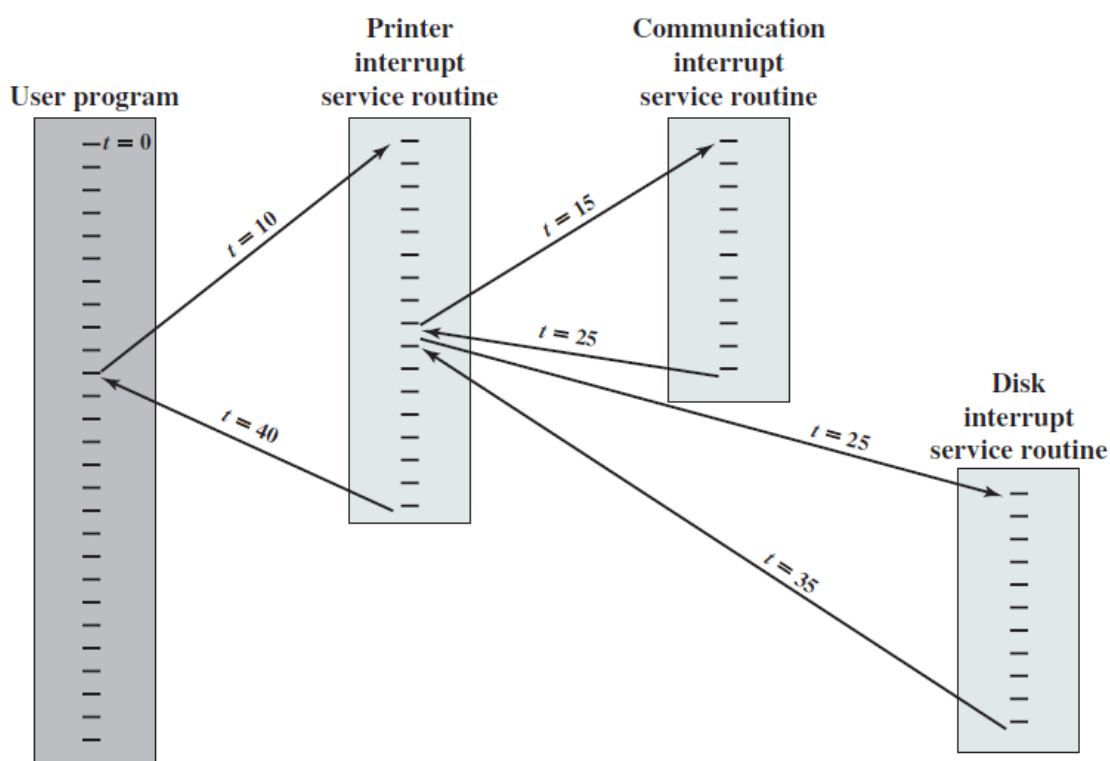 Printer
interrupt
service routine
Communication
interrupt
service routine
User program
t = 0
t = 10
t = 15
t = 25
t = 40
t = 25
t = 35
Disk
interrupt
service routine